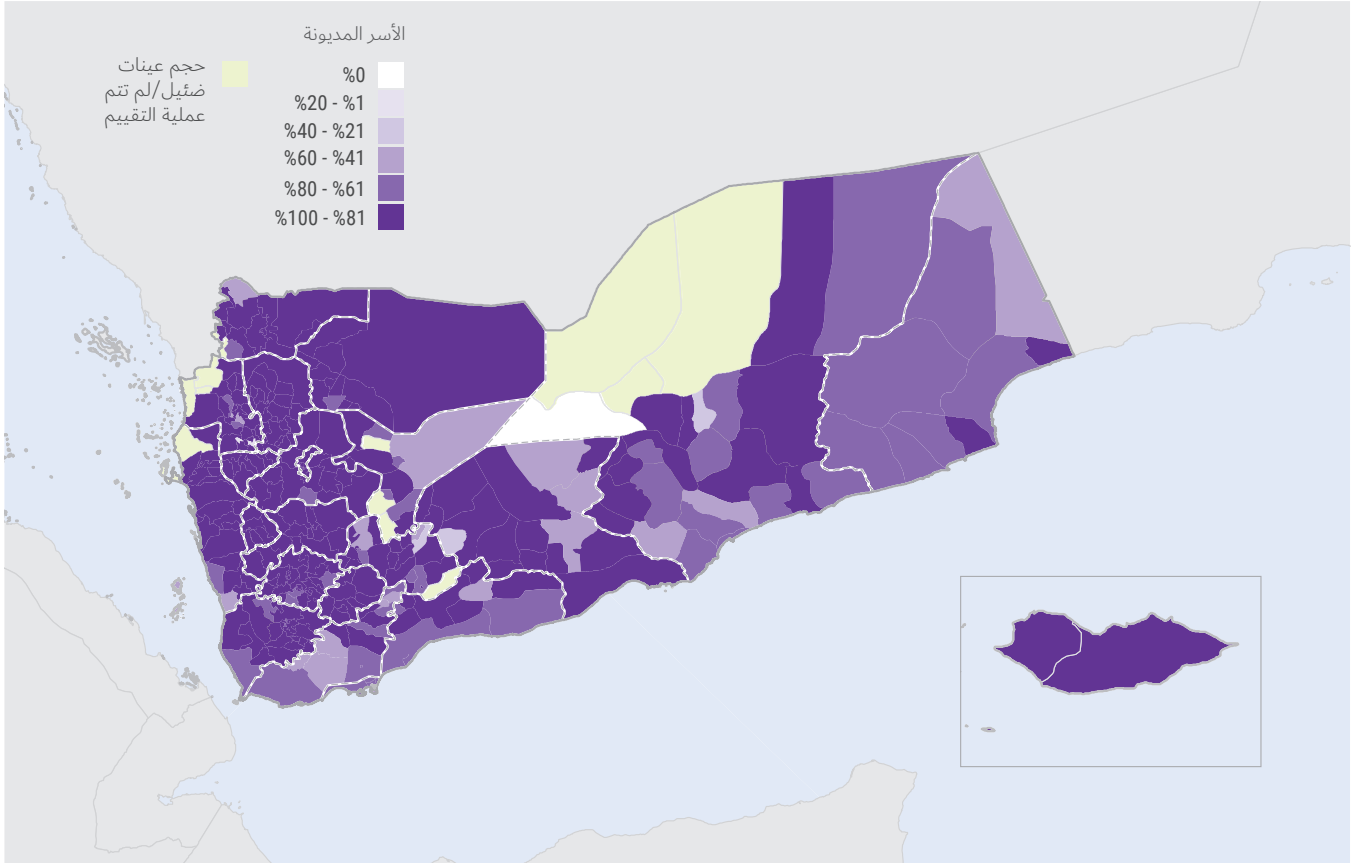 الأسر المديونة
%0
%20 - %1
%40 - %21
%60 - %41
%80 - %61
%100 - %81
حجم عينات
ضئيل/لم تتم
عملية التقييم